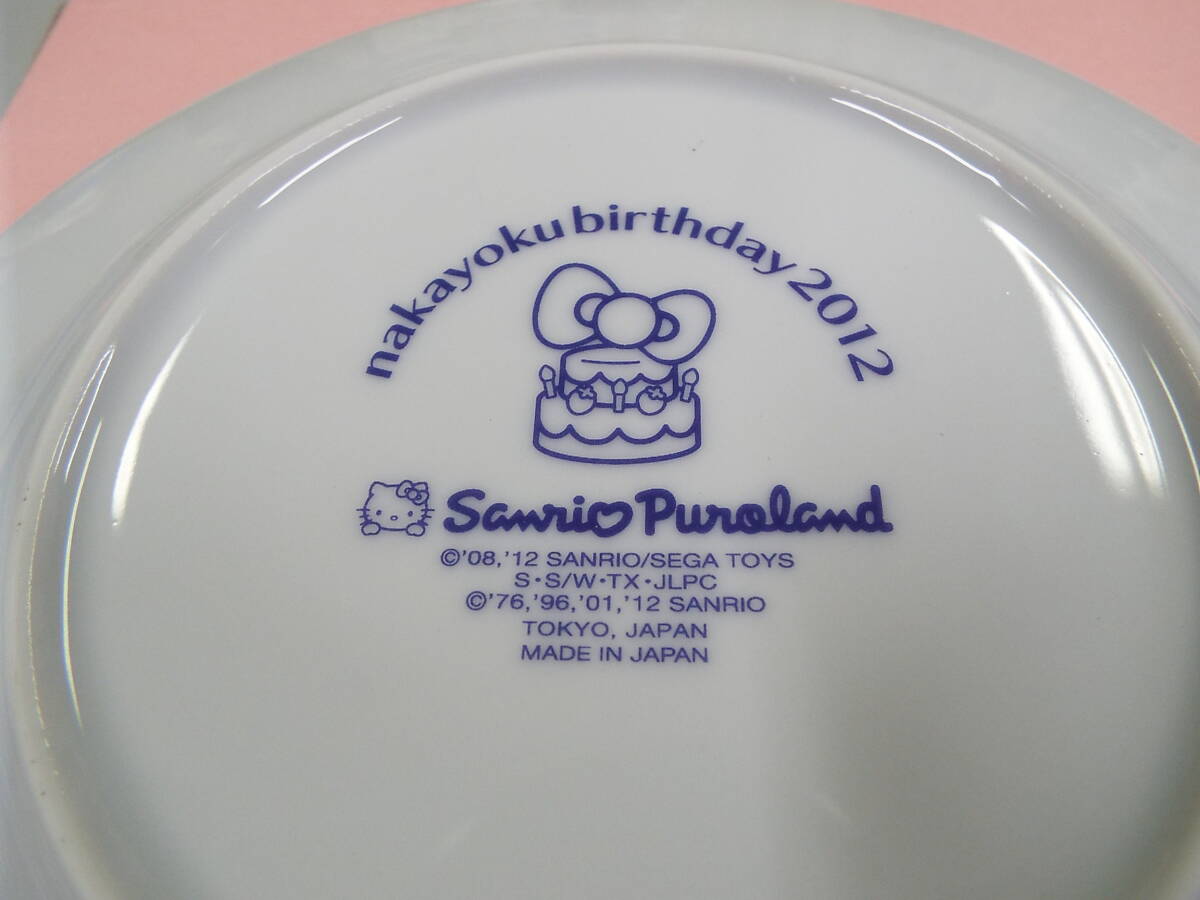 nakayoku birthday 2012
Sanrio Puroland
©'08,'12 SANRIO/SEGA TOYS
S・S/W・TX・JLPC
©'76,'96,'01,'12 SANRIO
TOKYO, JAPAN
MADE IN JAPAN